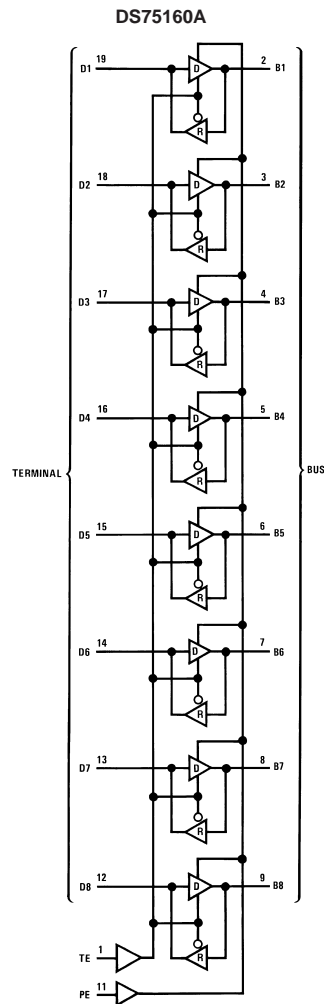 DS75160A
D1 19 D 2 B1
R
D2 18 D 3 B2
R
D3 17 D 4 B3
R
D4 16 D 5 B4
R
TERMINAL BUS
D5 15 D 6 B5
R
D6 14 D 7 B6
R
D7 13 D 8 B7
R
D8 12 D 9 B8
R
TE 1
PE 11